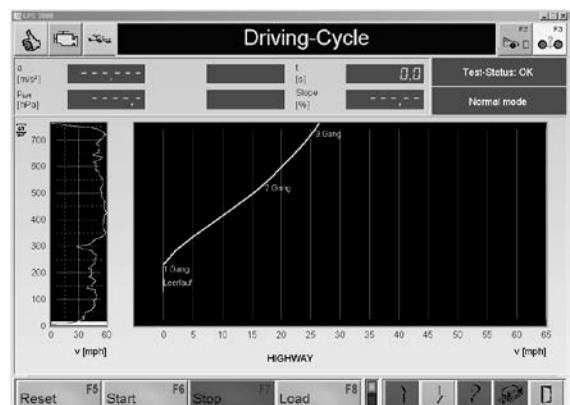 LPS 3000
Driving-Cycle
F2
F3
a
[m/s²]
t
[s]
0,0
Test-Status: OK
[hPa]
Slope
[%]
Normal mode
t[s]
700
600
500
400
300
200
100
0
0 30 60
v [mph]
3.Gang
2.Gang
1.Gang
Leerlauf
0 5 10 15 20 25 30 35 40 45 50 55 60 65
HIGHWAY
v [mph]
Reset F5
Start F6
Stop F7
Load F8